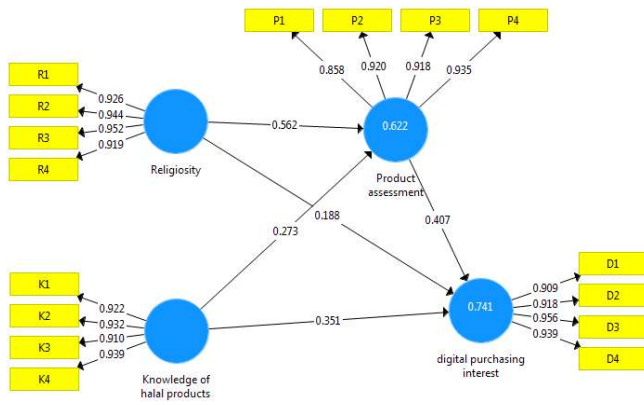 P1
P2
P3
P4
0.858
0.920
0.918
0.935
R1
R2
R3
R4
0.926
0.944
0.952
0.919
Religiosity
0.562
0.622
Product
assessment
0.188
0.273
0.407
K1
K2
K3
K4
0.922
0.932
0.910
0.939
Knowledge of
halal products
0.351
0.741
digital purchasing
interest
0.909
0.918
0.956
0.939
D1
D2
D3
D4